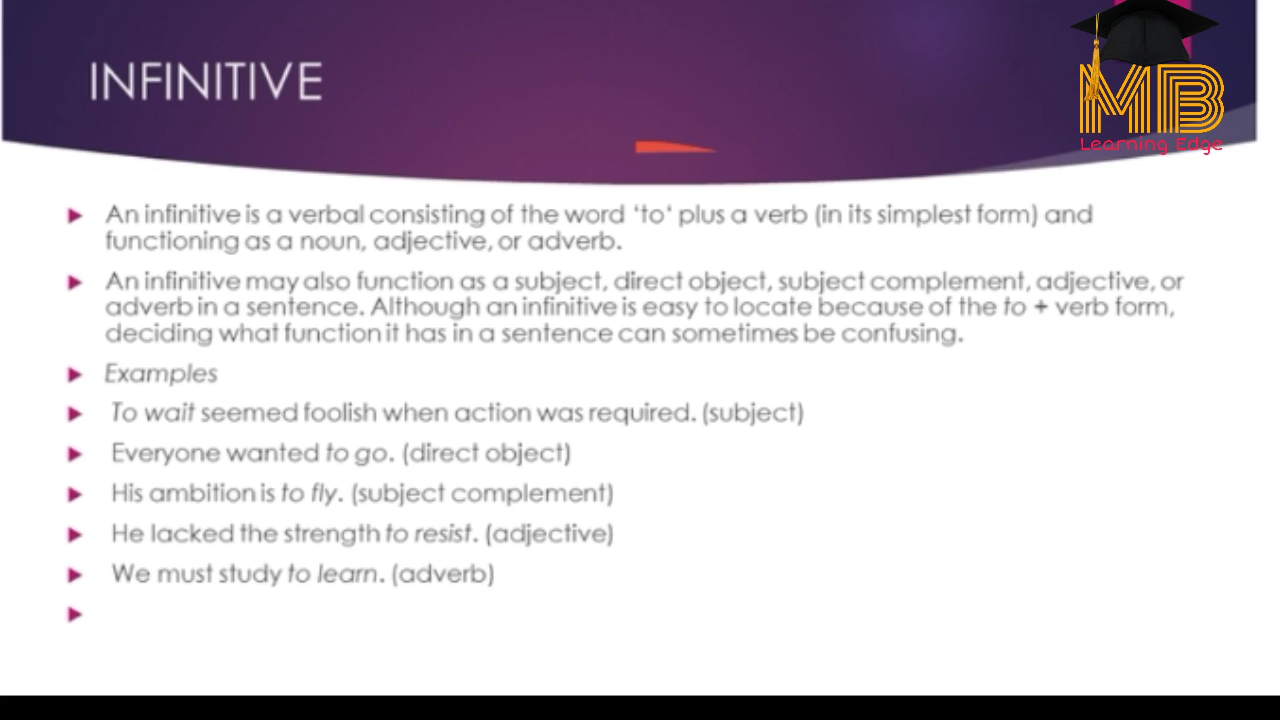 INFINITIVE
MB
Learning Edge
An infinitive is a verbal consisting of the word ‘to‘ plus a verb (in its simplest form) and
functioning as a noun, adjective, or adverb.
An infinitive may also function as a subject, direct object, subject complement, adjective, or
adverb in a sentence. Although an infinitive is easy to locate because of the to + verb form,
deciding what function it has in a sentence can sometimes be confusing.
Examples
To wait seemed foolish when action was required. (subject)
Everyone wanted to go. (direct object)
His ambition is to fly. (subject complement)
He lacked the strength to resist. (adjective)
We must study to learn. (adverb)